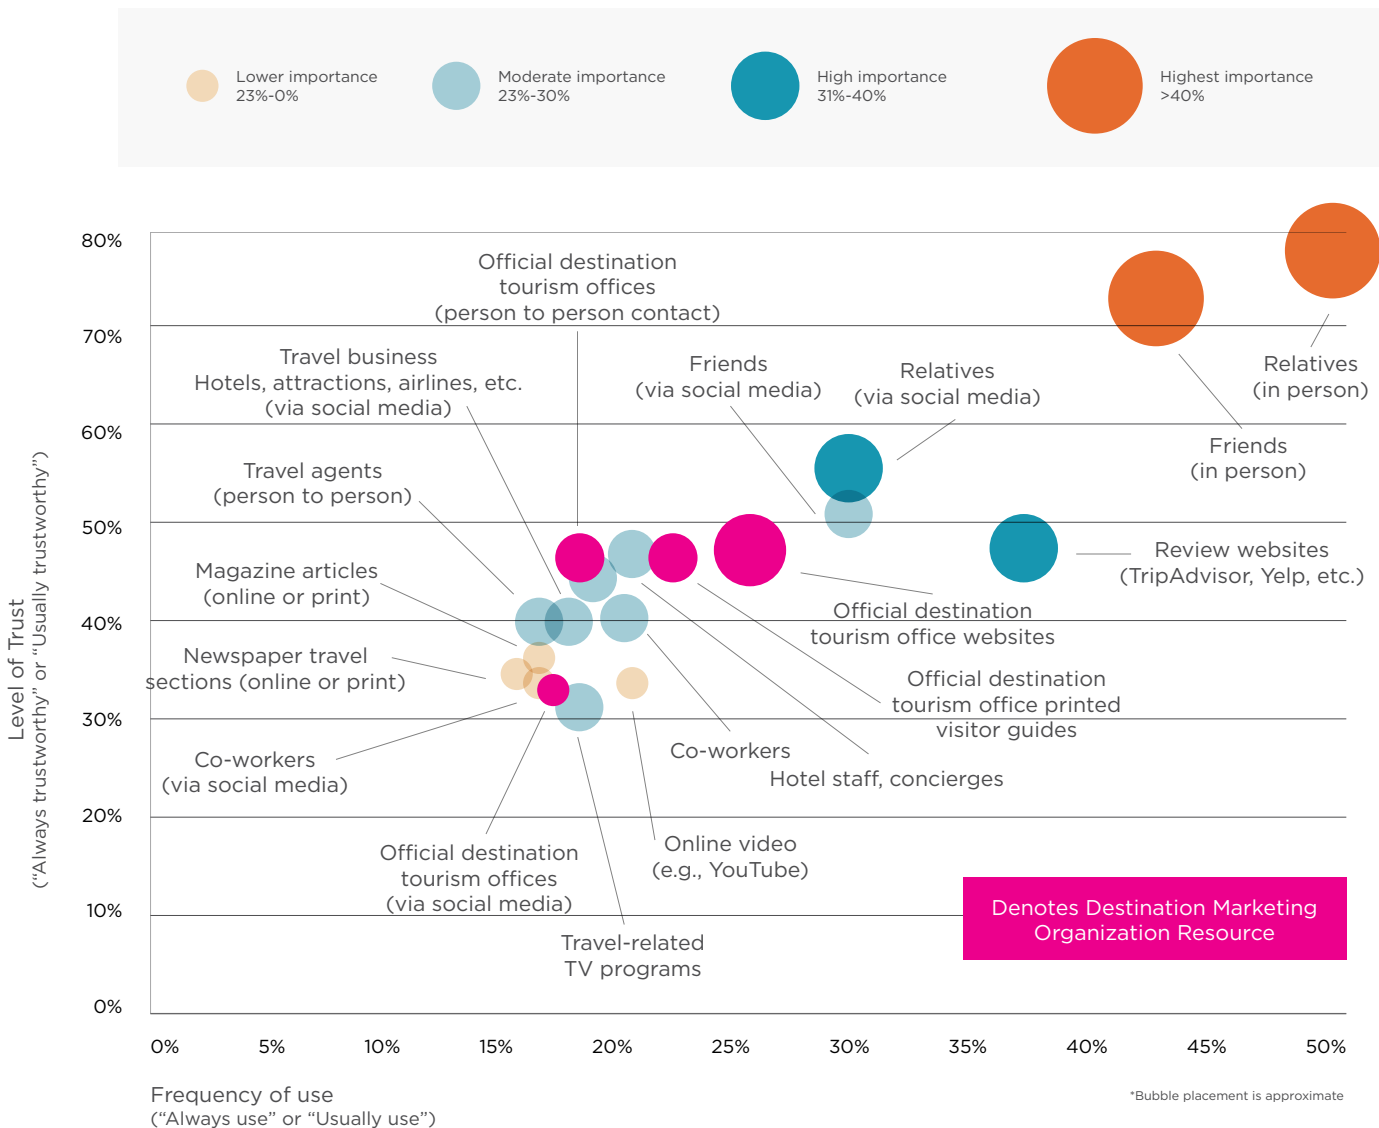 Lower importance
23%-0%
Moderate importance
23%-30%
High importance
31%-40%
Highest importance
>40%
80%
70%
60%
50%
40%
30%
20%
10%
0%
Level of Trust
(“Always trustworthy” or “Usually trustworthy”)
Official destination
tourism offices
(person to person contact)
Travel business
Hotels, attractions, airlines, etc.
(via social media)
Friends
(via social media)
Relatives
(via social media)
Relatives
(in person)
Friends
(in person)
Travel agents
(person to person)
Review websites
(TripAdvisor, Yelp, etc.)
Magazine articles
(online or print)
Official destination
tourism office websites
Newspaper travel
sections (online or print)
Official destination
tourism office printed
visitor guides
Co-workers
Hotel staff, concierges
Co-workers
(via social media)
Online video
(e.g., YouTube)
Official destination
tourism offices
(via social media)
Travel-related
TV programs
Denotes Destination Marketing
Organization Resource
0%
5%
10%
15%
20%
25%
30%
35%
40%
45%
50%
Frequency of use
(“Always use” or “Usually use”)
*Bubble placement is approximate